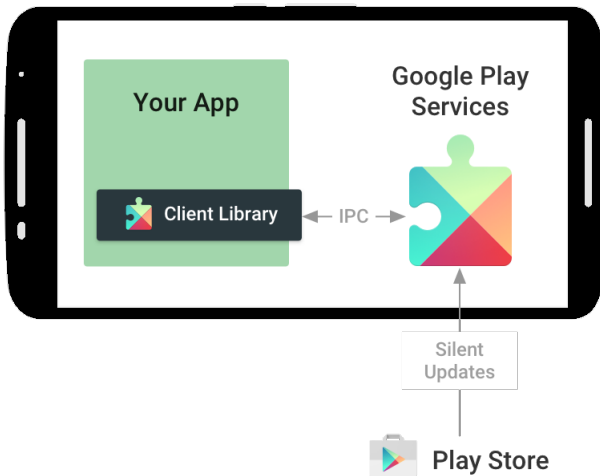 Your App
Google Play
Services
Client Library
IPC
Silent
Updates
Play Store